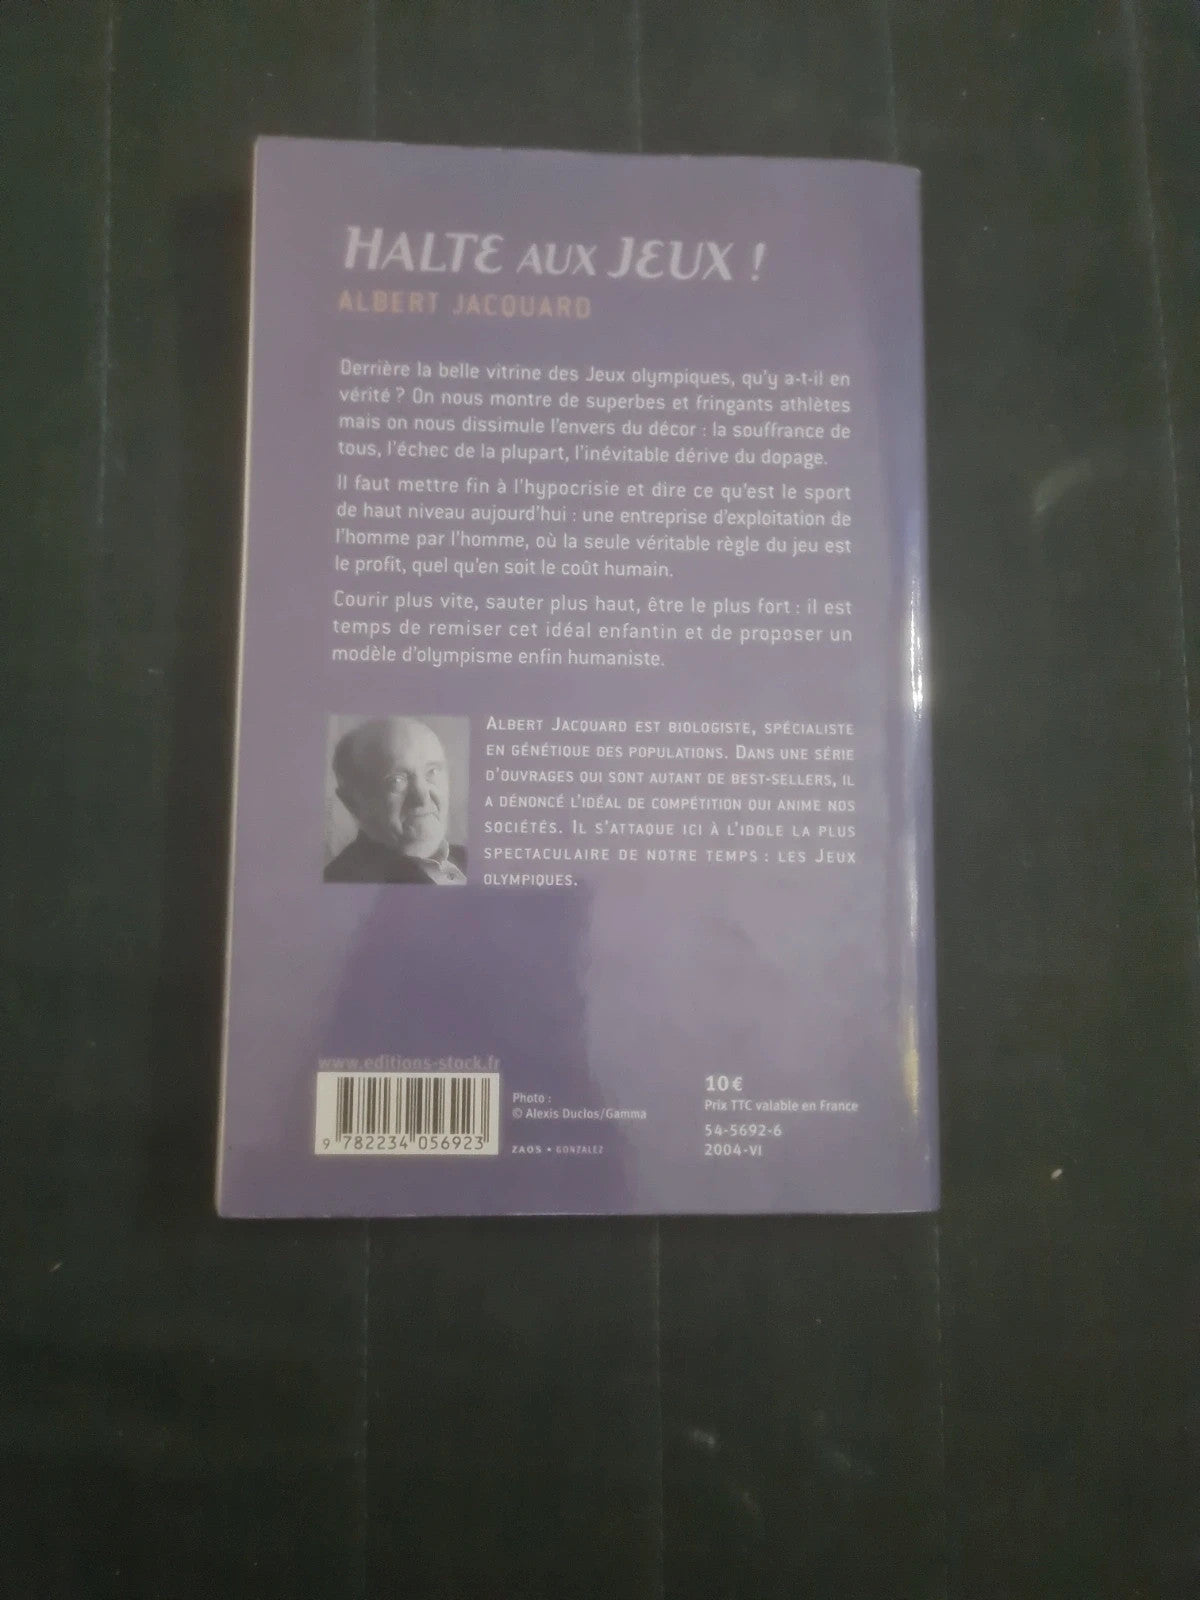 HALTE AUX JEUX !
ALBERT JACQUARD
Derrière la belle vitrine des Jeux olympiques, qu'y a-t-il en
vérité ? On nous montre de superbes et fringants athlètes
mais on nous dissimule l'envers du décor : la souffrance de
tous, l'échec de la plupart, l'inévitable dérive du dopage.
Il faut mettre fin à l'hypocrisie et dire ce qu'est le sport
de haut niveau aujourd'hui : une entreprise d'exploitation de
l'homme par l'homme, où la seule véritable règle du jeu est
le profit, quel qu'en soit le coût humain.
Courir plus vite, sauter plus haut, être le plus fort : il est
temps de remiser cet idéal enfantin et de proposer un
modèle d'olympisme enfin humaniste.
ALBERT JACQUARD EST BIOLOGISTE, SPÉCIALISTE
EN GÉNÉTIQUE DES POPULATIONS. DANS UNE SÉRIE
D'OUVRAGES QUI SONT AUTANT DE BEST-SELLERS, IL
A DÉNONCÉ L'IDÉAL DE COMPÉTITION QUI ANIME NOS
SOCIÉTÉS. IL S'ATTAQUE ICI À L'IDOLE LA PLUS
SPECTACULAIRE DE NOTRE TEMPS : LES JEUX
OLYMPIQUES.
www.editions-stock.fr
9 782234 056923
Photo :
© Alexis Duclos/Gamma
ZAOS • GONZALEZ
10 €
Prix TTC valable en France
54-5692-6
2004-VI